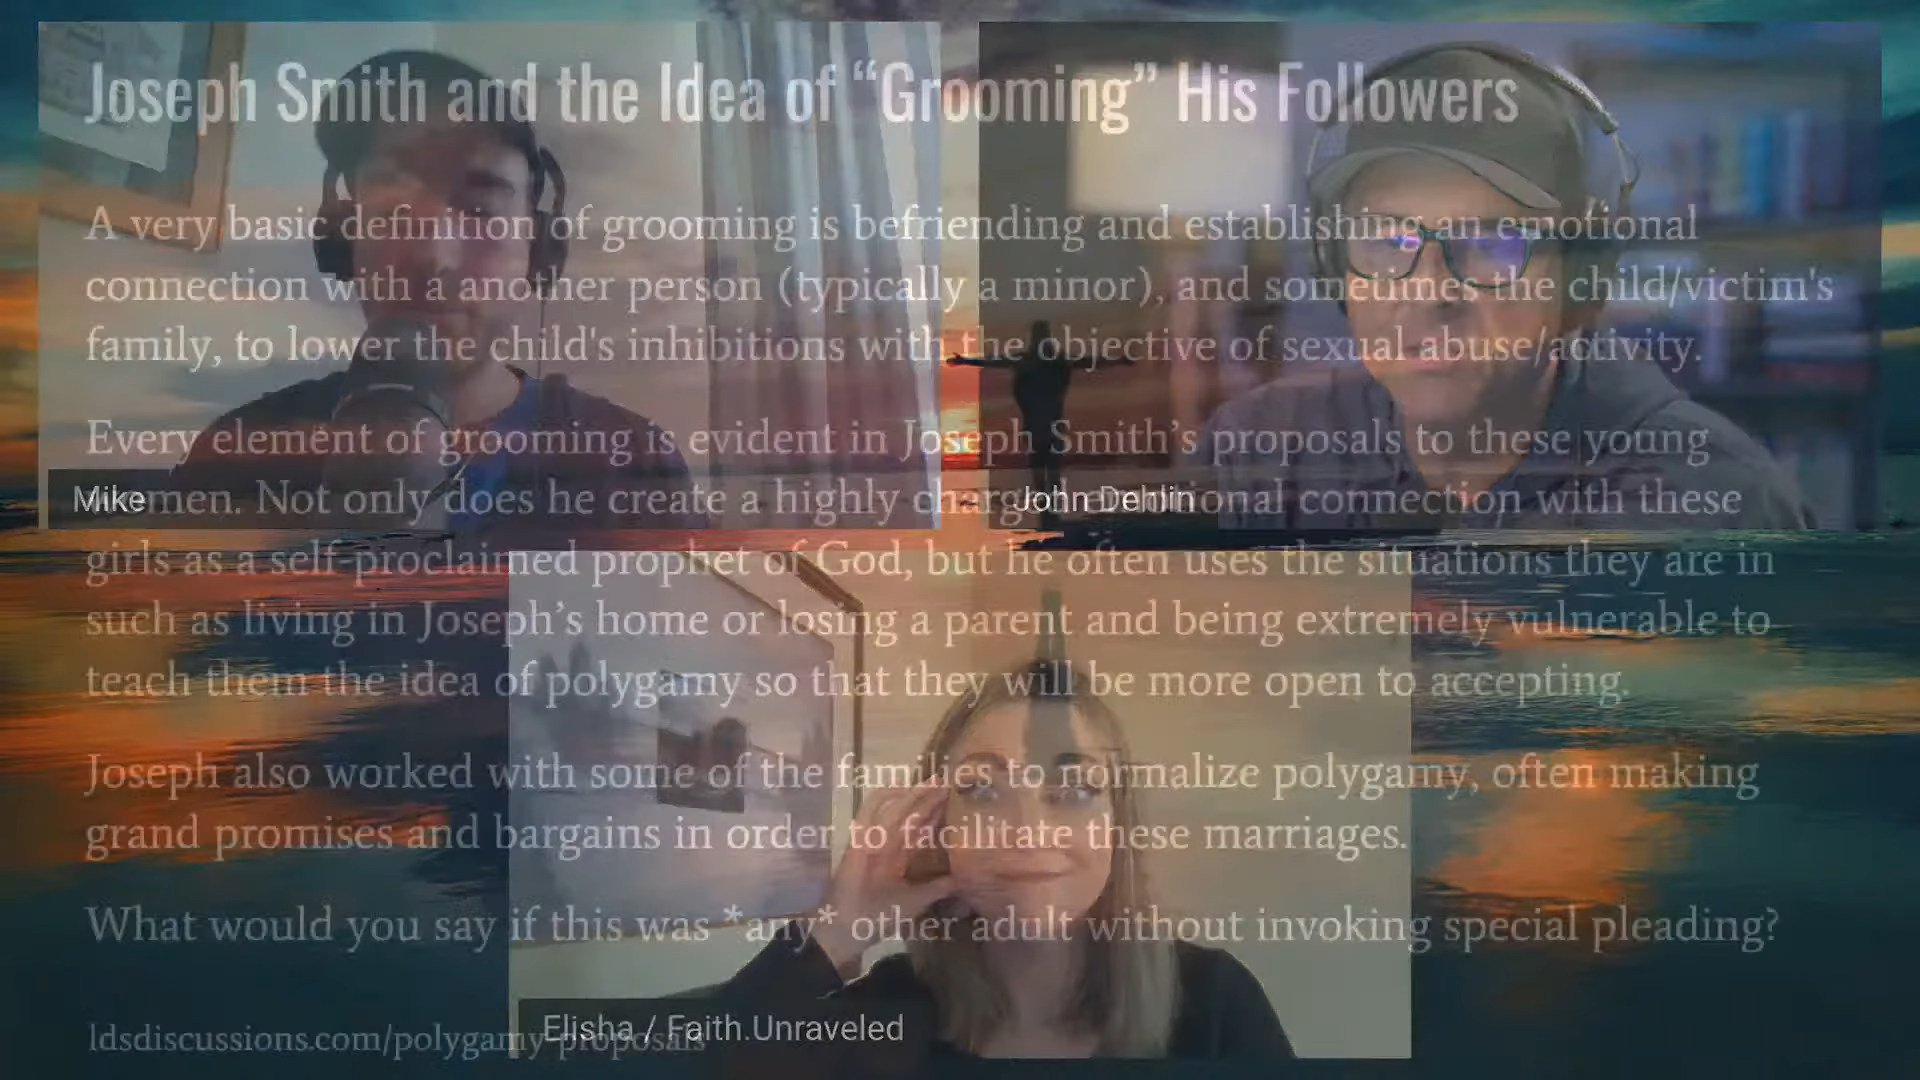 Joseph Smith and the Idea of “Grooming” His Followers
A very basic definition of grooming is befriending and establishing an emotional
connection with a another person (typically a minor), and sometimes the child/victim's
family, to lower the child's inhibitions with the objective of sexual abuse/activity.
Every element of grooming is evident in Joseph Smith’s proposals to these young
women. Not only does he create a highly charged emotional connection with these
Mike
John Dehlin
girls as a self-proclaimed prophet of God, but he often uses the situations they are in
such as living in Joseph’s home or losing a parent and being extremely vulnerable to
teach them the idea of polygamy so that they will be more open to accepting.
Joseph also worked with some of the families to normalize polygamy, often making
grand promises and bargains in order to facilitate these marriages.
What would you say if this was *any* other adult without invoking special pleading?
Elisha / Faith.Unraveled
ldsdiscussions.com/polygamy-proposals